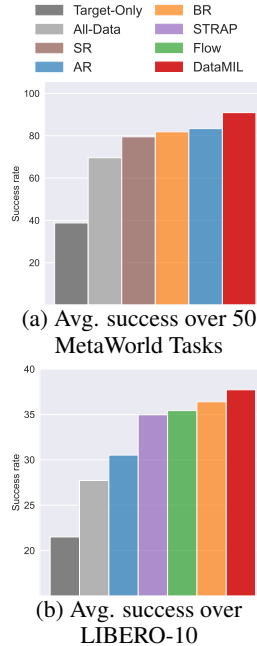 Target-Only
All-Data
SR
AR
BR
STRAP
Flow
DataMIL
100
80
60
40
20
Success rate
(a) Avg. success over 50
MetaWorld Tasks
40
35
30
25
20
Success rate
(b) Avg. success over
LIBERO-10